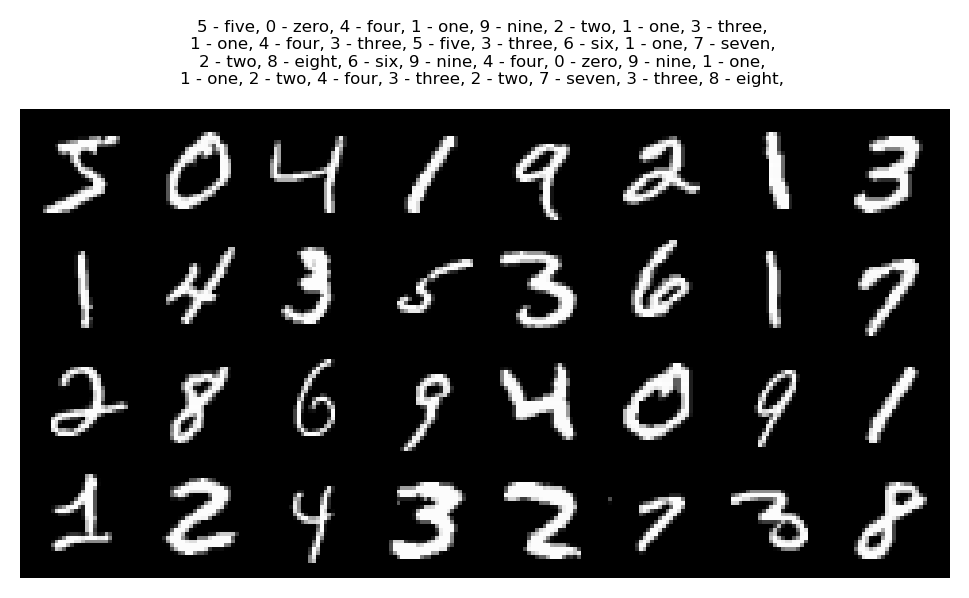 5 - five, 0 - zero, 4 - four, 1 - one, 9 - nine, 2 - two, 1 - one, 3 - three,
1 - one, 4 - four, 3 - three, 5 - five, 3 - three, 6 - six, 1 - one, 7 - seven,
2 - two, 8 - eight, 6 - six, 9 - nine, 4 - four, 0 - zero, 9 - nine, 1 - one,
1 - one, 2 - two, 4 - four, 3 - three, 2 - two, 7 - seven, 3 - three, 8 - eight,
5 0 4 1 9 2 1 3
1 4 3 5 3 6 1 7
2 8 6 9 4 0 9 1
1 2 4 3 2 7 3 8